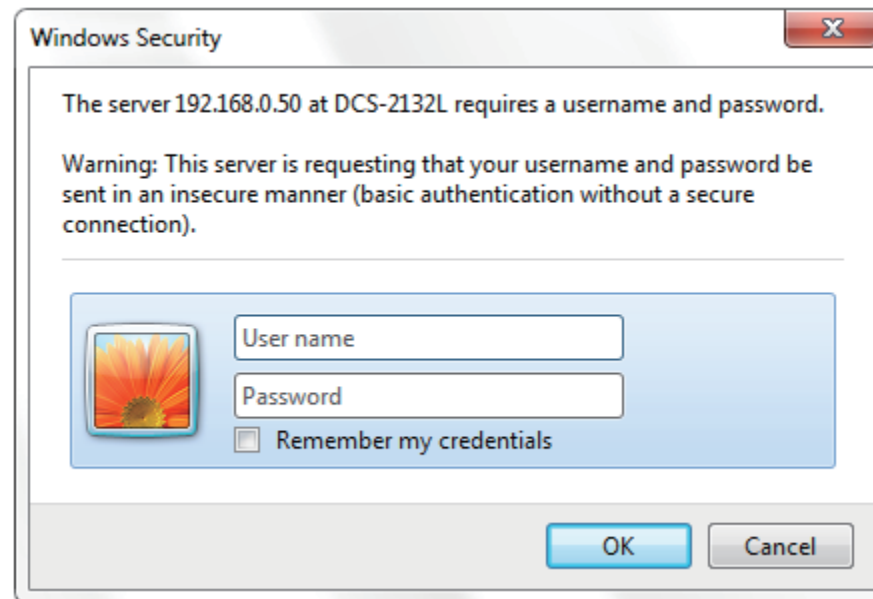 Windows Security
The server 192.168.0.50 at DCS-2132L requires a username and password.
Warning: This server is requesting that your username and password be
sent in an insecure manner (basic authentication without a secure
connection).
User name
Password
Remember my credentials
OK
Cancel